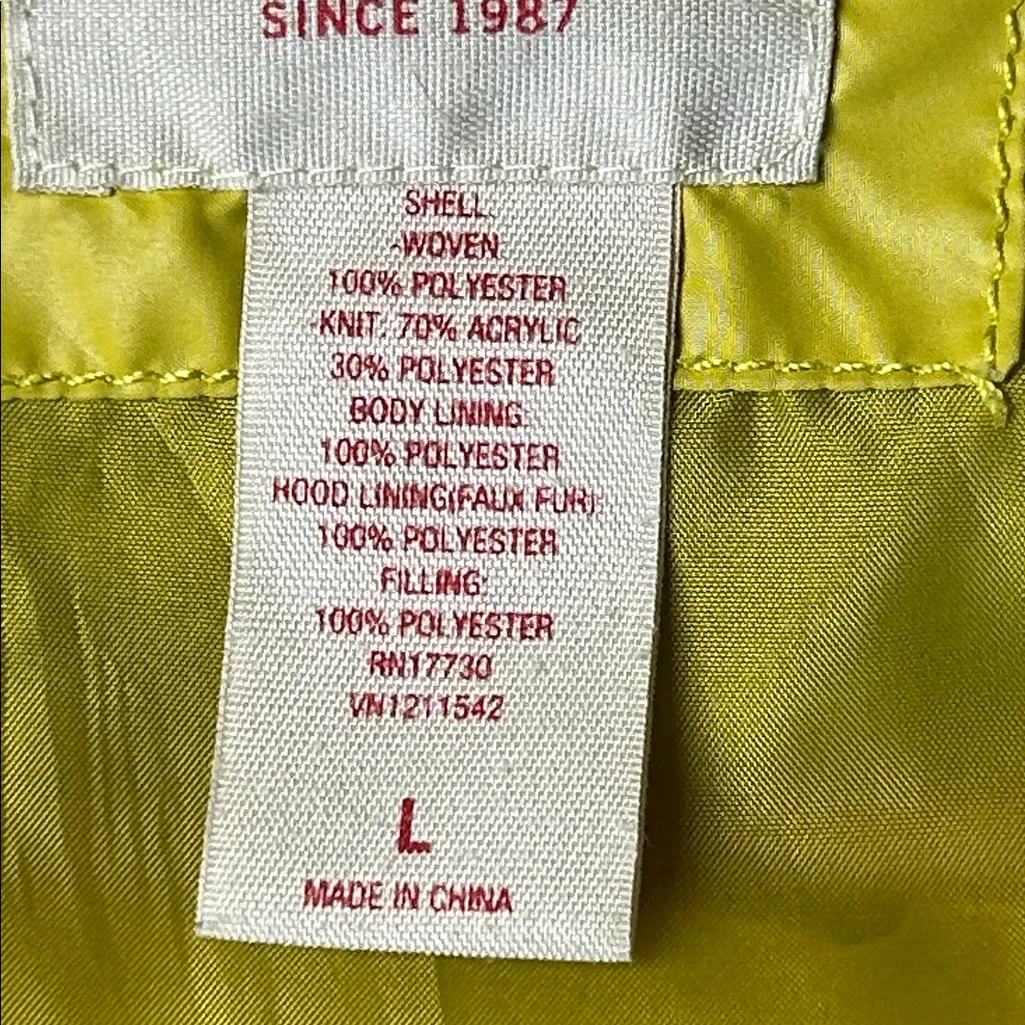 SINCE 1987
SHELL
-WOVEN
100% POLYESTER
KNIT: 70% ACRYLIC
30% POLYESTER
BODY LINING
100% POLYESTER
HOOD LINING(FAUX FUR)
100% POLYESTER
FILLING:
100% POLYESTER
RN17730
VN1211542
L
MADE IN CHINA